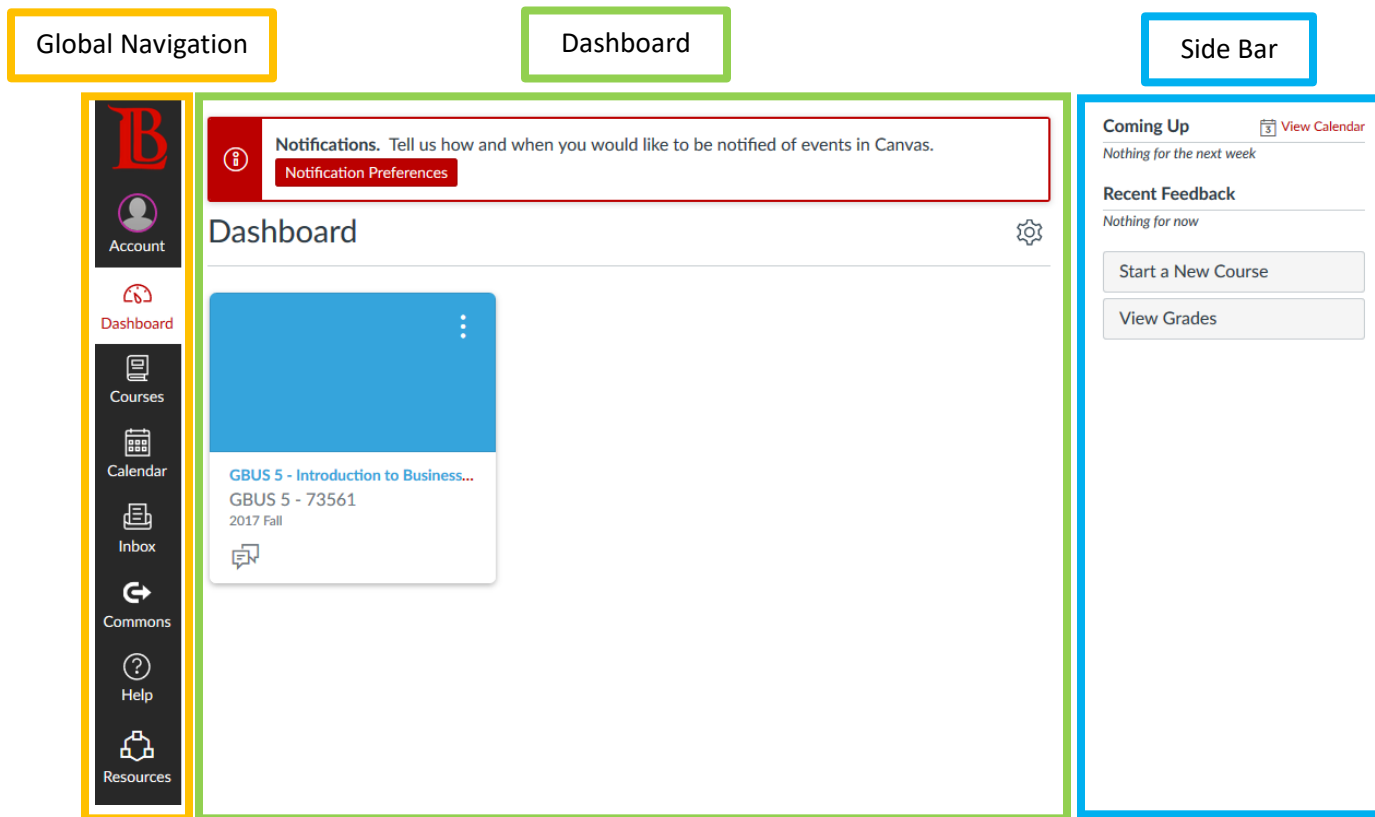 Global Navigation
Dashboard
Side Bar
LB
Account
Dashboard
Courses
Calendar
Inbox
Commons
Help
Resources
Notifications. Tell us how and when you would like to be notified of events in Canvas.
Notification Preferences
Dashboard
GBUS 5 - Introduction to Business...
GBUS 5 - 73561
2017 Fall
Coming Up 3 View Calendar
Nothing for the next week
Recent Feedback
Nothing for now
Start a New Course
View Grades